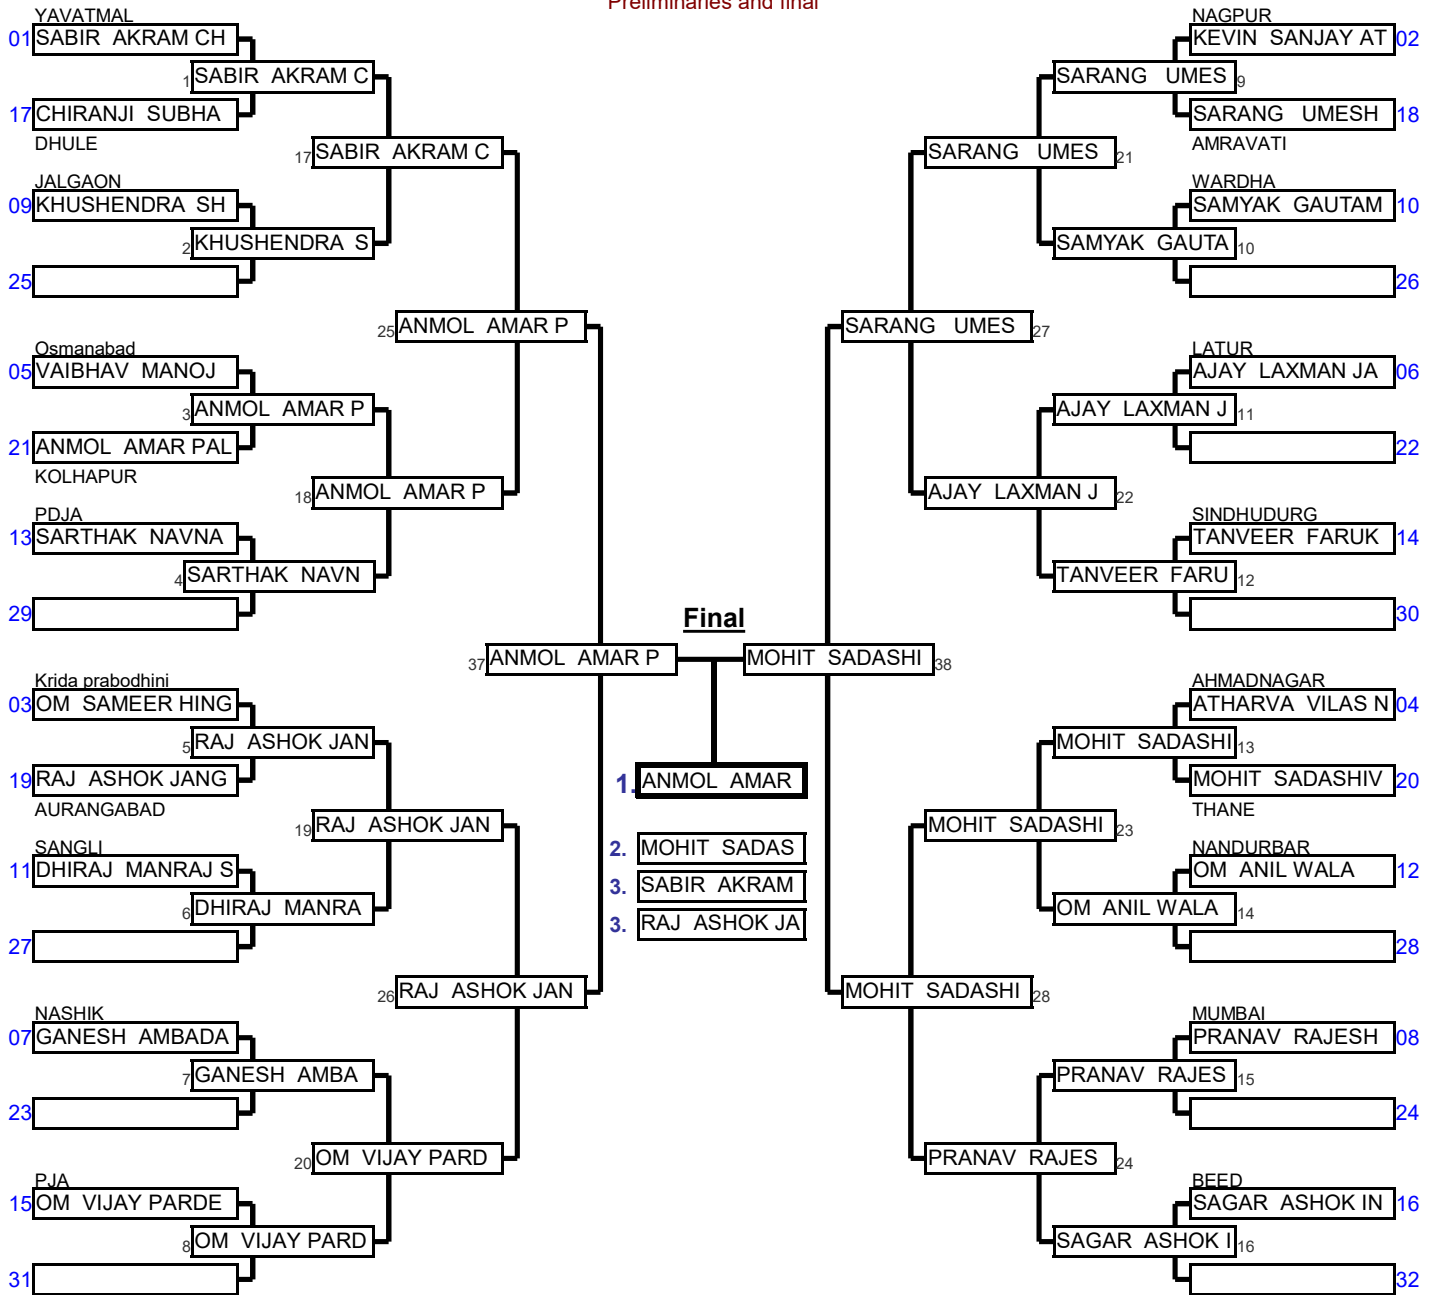 Preliminaries and final
YAVATMAL
01 SABIR AKRAM CH
1 SABIR AKRAM C
17 CHIRANJI SUBHA
DHULE
17 SABIR AKRAM C
JALGAON
09 KHUSHENDRA SH
2 KHUSHENDRA S
25
25 ANMOL AMAR P
Osmanabad
05 VAIBHAV MANOJ
3 ANMOL AMAR P
21 ANMOL AMAR PAL
KOLHAPUR
18 ANMOL AMAR P
PDJA
13 SARTHAK NAVNA
4 SARTHAK NAVN
29
37 ANMOL AMAR P
Krida prabodhini
03 OM SAMEER HING
5 RAJ ASHOK JAN
19 RAJ ASHOK JANG
AURANGABAD
19 RAJ ASHOK JAN
SANGLI
11 DHIRAJ MANRAJ S
6 DHIRAJ MANRA
27
26 RAJ ASHOK JAN
NASHIK
07 GANESH AMBADA
7 GANESH AMBA
23
20 OM VIJAY PARD
PJA
15 OM VIJAY PARDE
8 OM VIJAY PARD
31
Final
1. ANMOL AMAR
2. MOHIT SADAS
3. SABIR AKRAM
3. RAJ ASHOK JA
NAGPUR
KEVIN SANJAY AT 02
SARANG UMES 9
SARANG UMESH 18
AMRAVATI
SARANG UMES 21
WARDHA
SAMYAK GAUTAM 10
SAMYAK GAUTA 10
26
SARANG UMES 27
LATUR
AJAY LAXMAN JA 06
AJAY LAXMAN J 11
22
AJAY LAXMAN J 22
SINDHUDURG
TANVEER FARUK 14
TANVEER FARU 12
30
MOHIT SADASHI 38
AHMADNAGAR
ATHARVA VILAS N 04
MOHIT SADASHI 13
MOHIT SADASHIV 20
THANE
MOHIT SADASHI 23
NANDURBAR
OM ANIL WALA 12
OM ANIL WALA 14
28
MOHIT SADASHI 28
MUMBAI
PRANAV RAJESH 08
PRANAV RAJES 15
24
PRANAV RAJES 24
BEED
SAGAR ASHOK IN 16
SAGAR ASHOK I 16
32